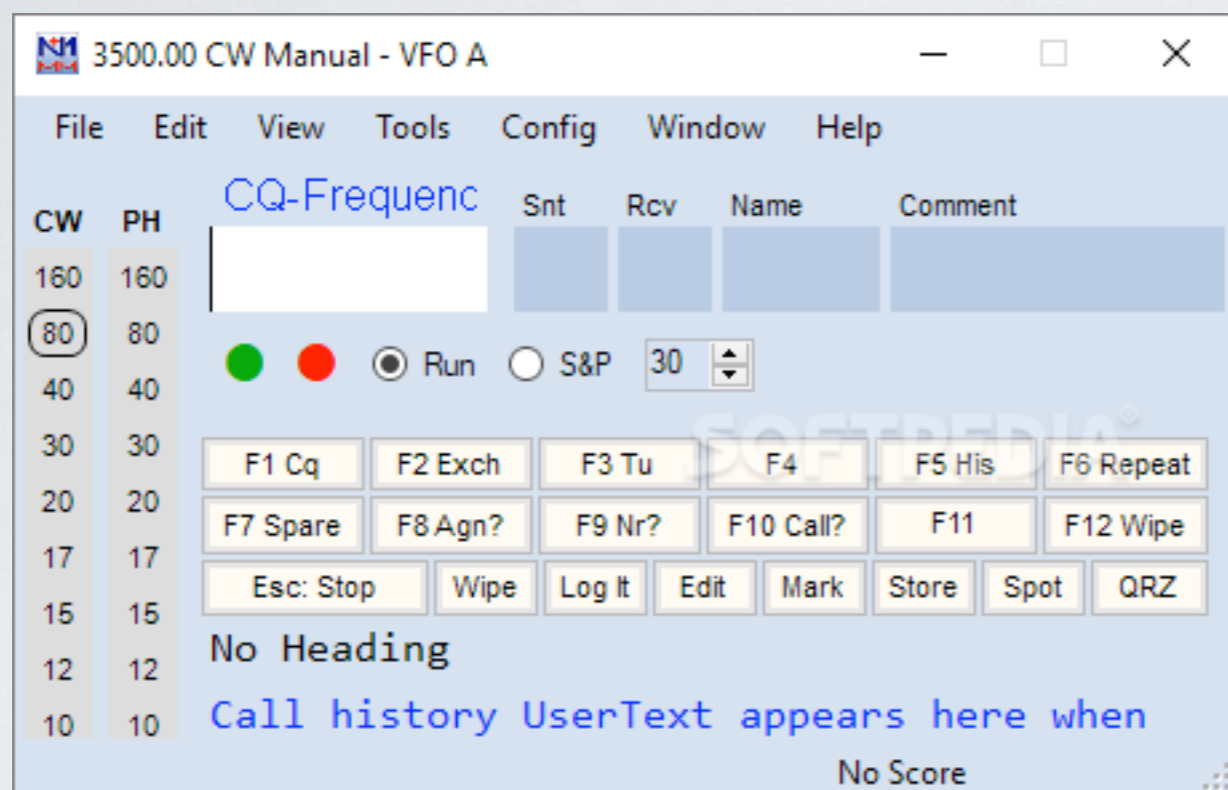 3500.00 CW Manual - VFO A
File Edit View Tools Config Window Help
CQ-Frequenc Snt Rcv Name Comment
CW PH
160 160
80 80
40 40
30 30
20 20
17 17
15 15
12 12
10 10
Run S&P 30
SOFTPEDIA®
F1 Cq F2 Exch F3 Tu F4 F5 His F6 Repeat
F7 Spare F8 Agn? F9 Nr? F10 Call? F11 F12 Wipe
Esc: Stop Wipe Log It Edit Mark Store Spot QRZ
No Heading
Call history UserText appears here when
No Score